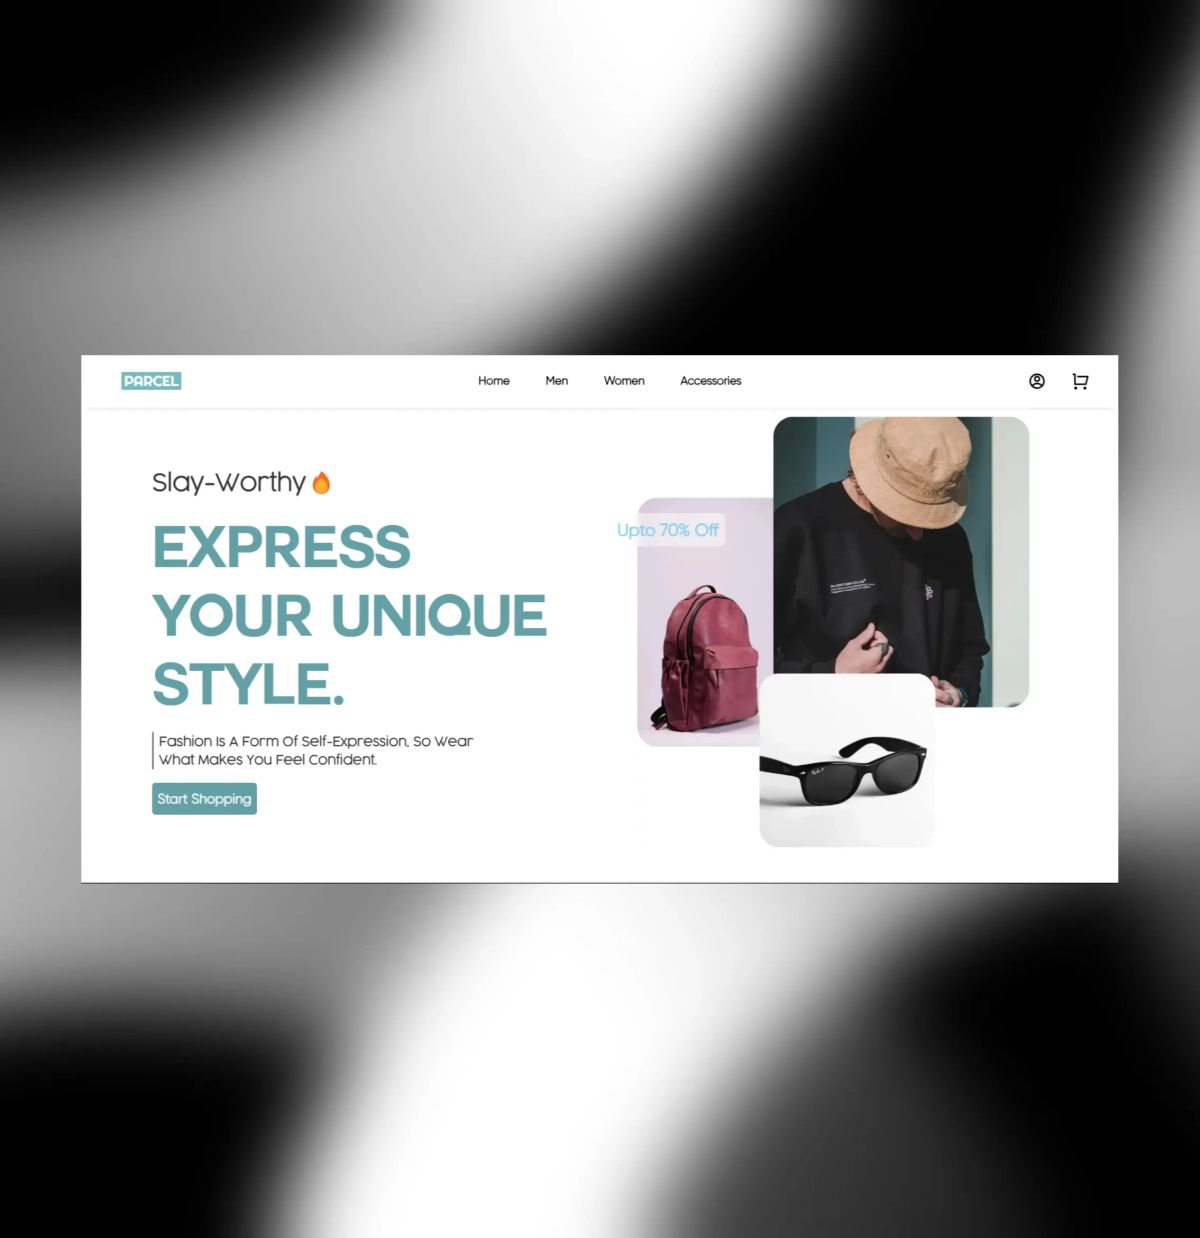 PARCEL
Home
Men
Women
Accessories
Slay-Worthy🔥
EXPRESS
YOUR UNIQUE
STYLE.
Upto 70% Off
Fashion Is A Form Of Self-Expression, So Wear
What Makes You Feel Confident.
Start Shopping